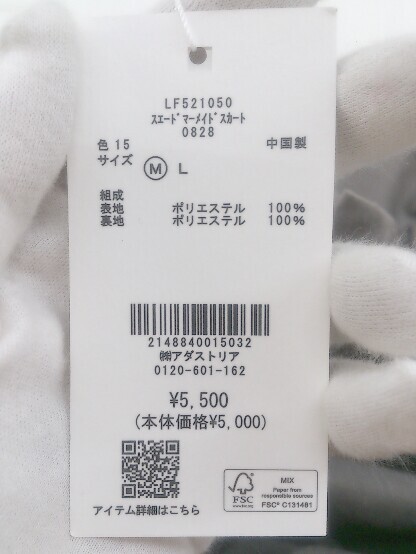 LF521050
スエードマーメイドスカート
0828
色 15 中国製
サイズ Ⓜ L
組成
表地 ポリエステル 100%
裏地 ポリエステル 100%
2148840015032
㈱アダストリア
0120-601-162
¥5,500
(本体価格¥5,000)
アイテム詳細はこちら
FSC
www.fsc.org
MIX
Paper from
responsible sources
FSC® C131481